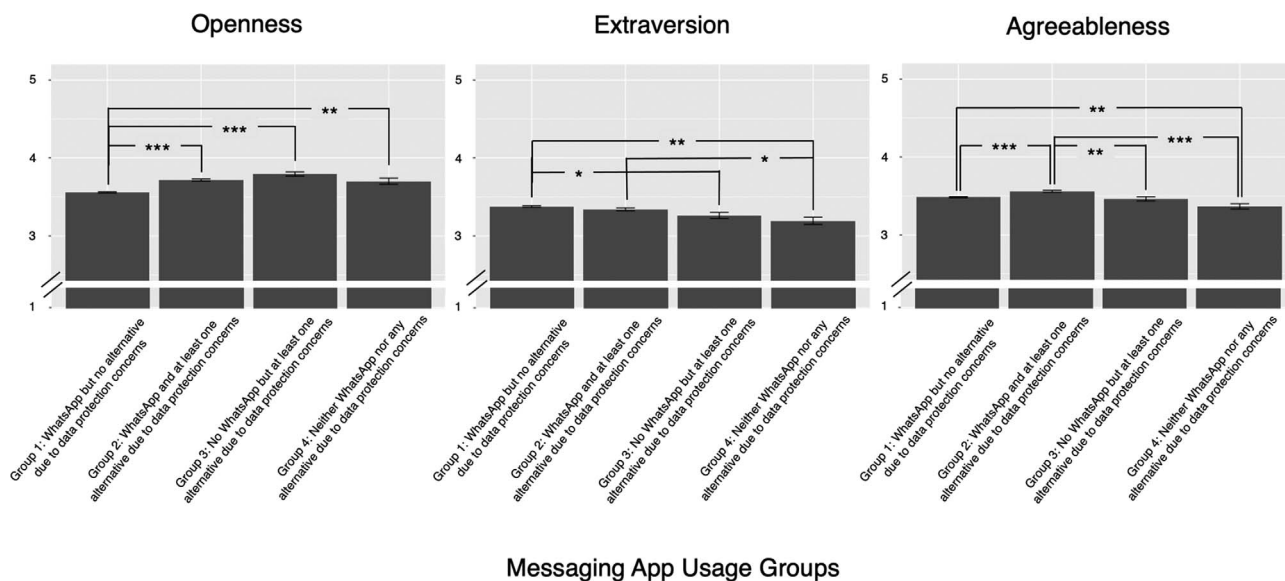 Openness
5
4
3
1
**
***
***
Group 1: WhatsApp but no alternative
due to data protection concerns
Group 2: WhatsApp and at least one
alternative due to data protection concerns
Group 3: No WhatsApp but at least one
alternative due to data protection concerns
Group 4: Neither WhatsApp nor any
alternative due to data protection concerns
Extraversion
5
4
3
1
**
*
*
Group 1: WhatsApp but no alternative
due to data protection concerns
Group 2: WhatsApp and at least one
alternative due to data protection concerns
Group 3: No WhatsApp but at least one
alternative due to data protection concerns
Group 4: Neither WhatsApp nor any
alternative due to data protection concerns
Agreeableness
5
4
3
1
**
***
***
**
Group 1: WhatsApp but no alternative
due to data protection concerns
Group 2: WhatsApp and at least one
alternative due to data protection concerns
Group 3: No WhatsApp but at least one
alternative due to data protection concerns
Group 4: Neither WhatsApp nor any
alternative due to data protection concerns
Messaging App Usage Groups